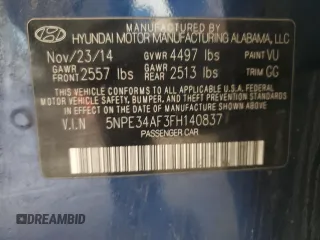 HYUNDAI MOTOR MANUFACTURING ALABAMA, LLC
Nov/23/14 GVWR 4497 lbs PAINT VU
GAWR FRONT 2557 lbs GAWR REAR 2513 lbs TRIM GG
THIS VEHICLE CONFORMS TO ALL APPLICABLE U.S. FEDERAL MOTOR VEHICLE SAFETY, BUMPER, AND THEFT PREVENTION STANDARDS IN EFFECT ON THE DATE OF MANUFACTURE SHOWN ABOVE.
V.I.N 5NPE34AF3FH140837
PASSENGER CAR
DREAMBID